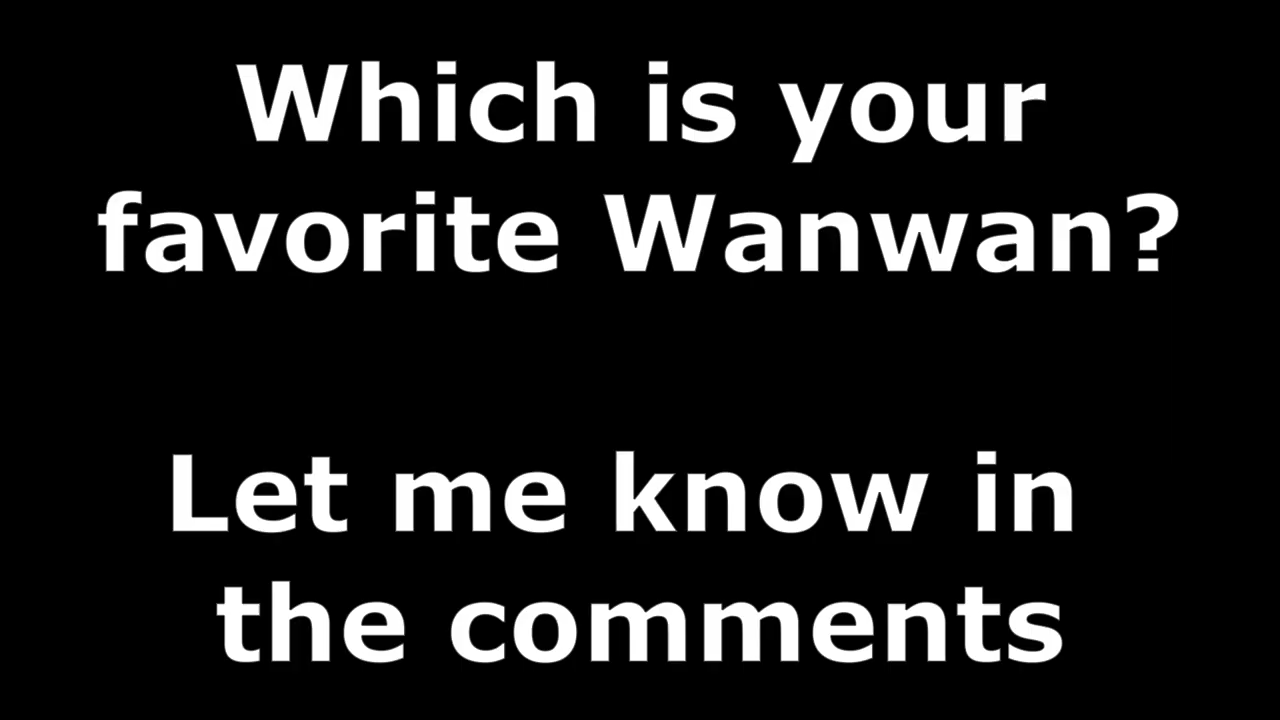 Which is your
favorite Wanwan?
Let me know in
the comments